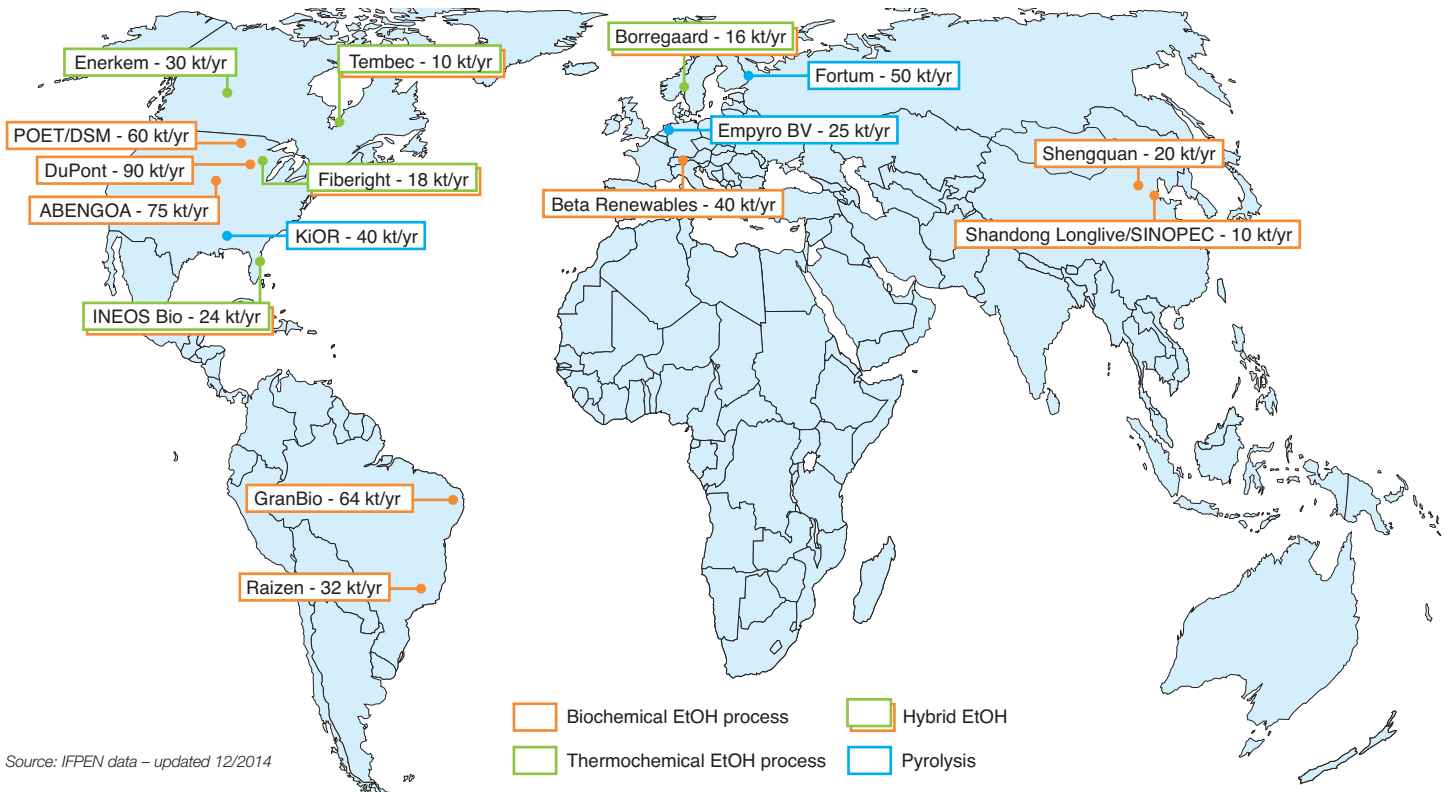 Borregaard - 16 kt/yr
Enerkem - 30 kt/yr
Tembec - 10 kt/yr
Fortum - 50 kt/yr
POET/DSM - 60 kt/yr
Empyro BV - 25 kt/yr
Shengquan - 20 kt/yr
DuPont - 90 kt/yr
Fiberight - 18 kt/yr
ABENGOA - 75 kt/yr
Beta Renewables - 40 kt/yr
KiOR - 40 kt/yr
Shandong Longlive/SINOPEC - 10 kt/yr
INEOS Bio - 24 kt/yr
GranBio - 64 kt/yr
Raizen - 32 kt/yr
Biochemical EtOH process
Hybrid EtOH
Thermochemical EtOH process
Pyrolysis
Source: IFPEN data – updated 12/2014